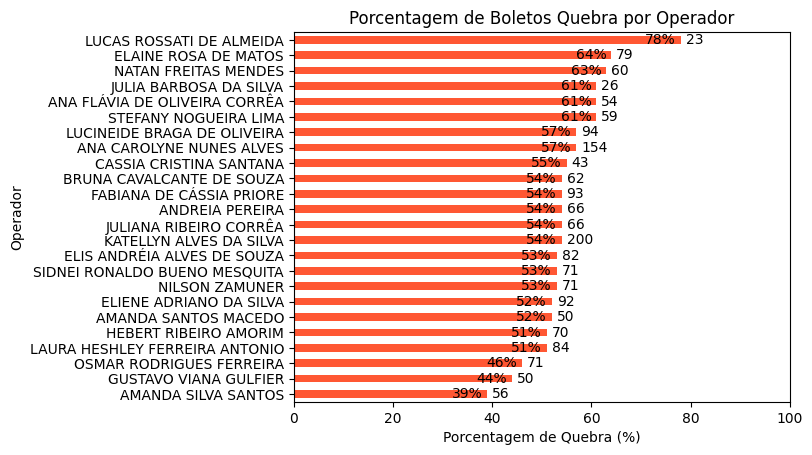 Porcentagem de Boletos Quebra por Operador
LUCAS ROSSATI DE ALMEIDA 78% 23
ELAINE ROSA DE MATOS 64% 79
NATAN FREITAS MENDES 63% 60
JULIA BARBOSA DA SILVA 61% 26
ANA FLÁVIA DE OLIVEIRA CORRÊA 61% 54
STEFANY NOGUEIRA LIMA 61% 59
LUCINEIDE BRAGA DE OLIVEIRA 57% 94
ANA CAROLYNE NUNES ALVES 57% 154
CASSIA CRISTINA SANTANA 55% 43
BRUNA CAVALCANTE DE SOUZA 54% 62
FABIANA DE CÁSSIA PRIORE 54% 93
ANDREIA PEREIRA 54% 66
JULIANA RIBEIRO CORRÊA 54% 66
KATELLYN ALVES DA SILVA 54% 200
ELIS ANDRÉIA ALVES DE SOUZA 53% 82
SIDNEI RONALDO BUENO MESQUITA 53% 71
NILSON ZAMUNER 53% 71
ELIENE ADRIANO DA SILVA 52% 92
AMANDA SANTOS MACEDO 52% 50
HEBERT RIBEIRO AMORIM 51% 70
LAURA HESHLEY FERREIRA ANTONIO 51% 84
OSMAR RODRIGUES FERREIRA 46% 71
GUSTAVO VIANA GULFIER 44% 50
AMANDA SILVA SANTOS 39% 56
Operador
0 20 40 60 80 100
Porcentagem de Quebra (%)